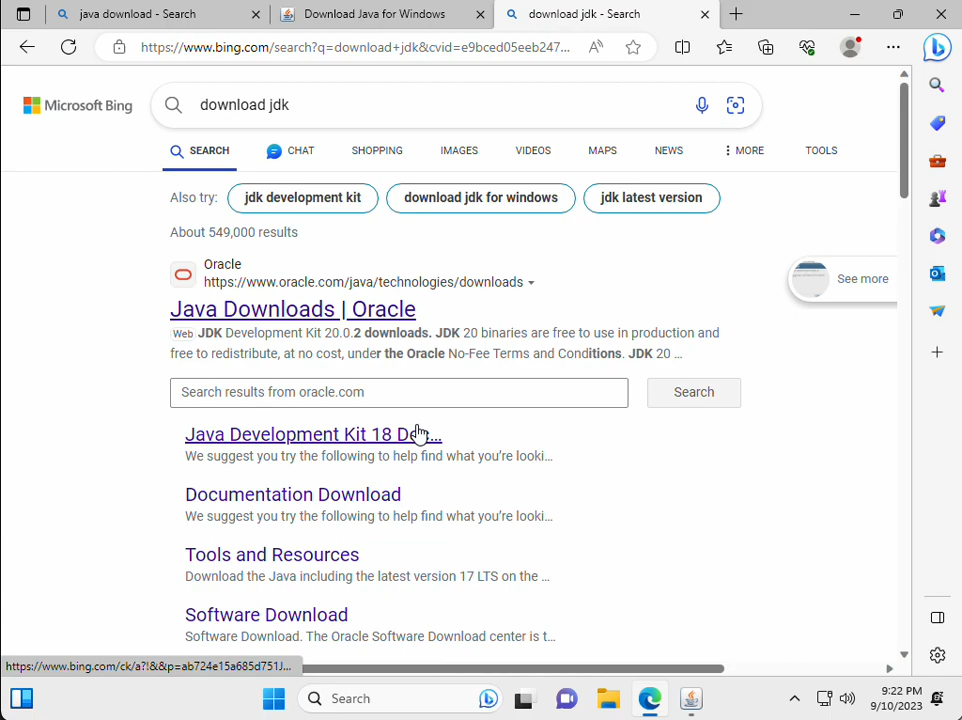 java download - Search
Download Java for Windows
download jdk - Search
https://www.bing.com/search?q=download+jdk&cvid=e9bced05eeb247...
Microsoft Bing
download jdk
SEARCH
CHAT
SHOPPING
IMAGES
VIDEOS
MAPS
NEWS
MORE
TOOLS
Also try:
jdk development kit
download jdk for windows
jdk latest version
About 549,000 results
Oracle
https://www.oracle.com/java/technologies/downloads
See more
Java Downloads | Oracle
Web JDK Development Kit 20.0.2 downloads. JDK 20 binaries are free to use in production and
free to redistribute, at no cost, under the Oracle No-Fee Terms and Conditions. JDK 20 ...
Search results from oracle.com
Search
Java Development Kit 18 D...
We suggest you try the following to help find what you're looki...
Documentation Download
We suggest you try the following to help find what you're looki...
Tools and Resources
Download the Java including the latest version 17 LTS on the ...
Software Download
Software Download. The Oracle Software Download center is t...
https://www.bing.com/ck/a?!&&p=ab724e15a685d751J...
Search
9:22 PM
9/10/2023